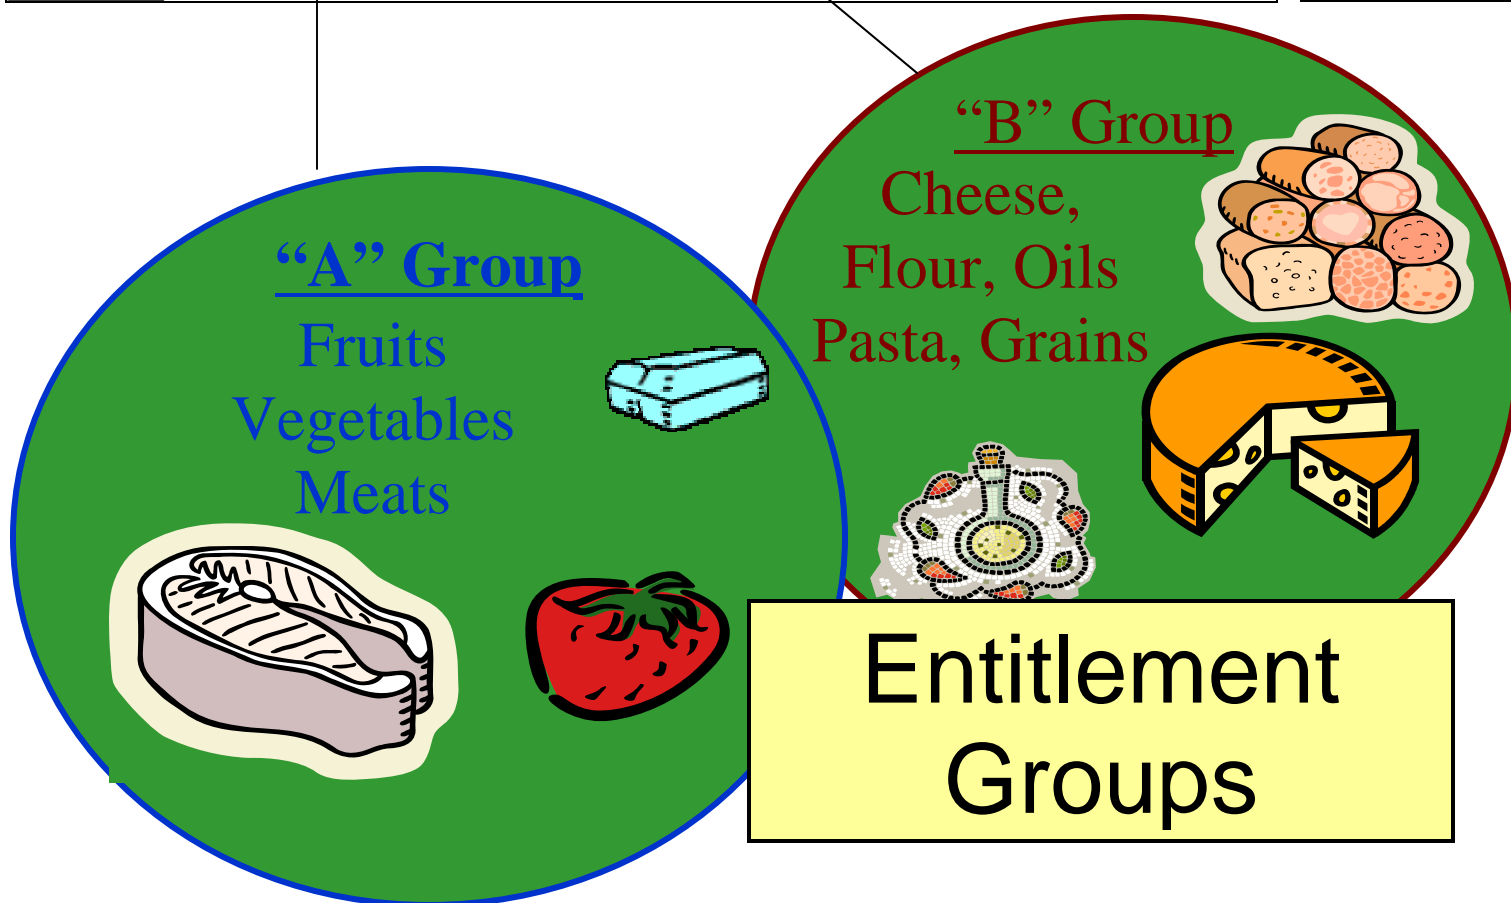 “A” Group
Fruits
Vegetables
Meats
“B” Group
Cheese,
Flour, Oils
Pasta, Grains
Entitlement
Groups